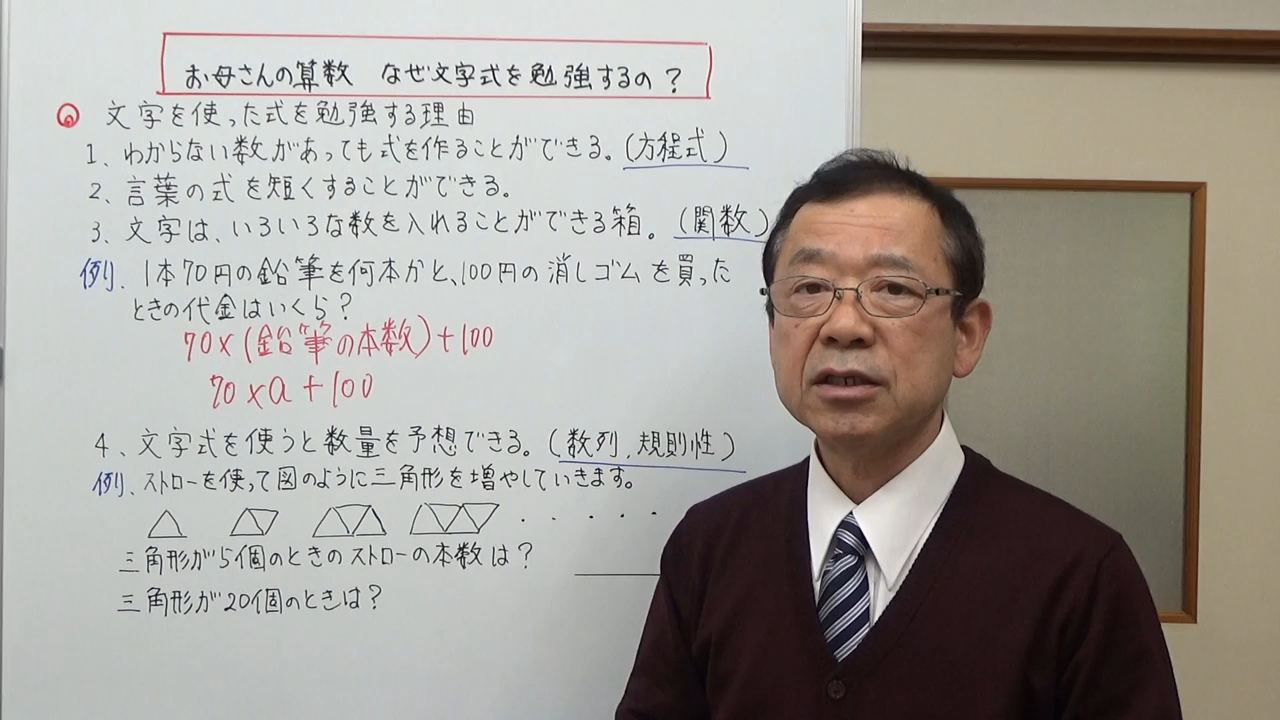 お母さんの算数 なぜ文字式を勉強するの？
◎ 文字を使った式を勉強する理由
1、わからない数があっても式を作ることができる。(方程式)
2、言葉の式を短くすることができる。
3、文字は、いろいろな数を入れることができる箱。(関数)
例）．1本70円の鉛筆を何本かと、100円の消しゴムを買った
ときの代金はいくら？
70×(鉛筆の本数)+100
70×a+100
4、文字式を使うと数量を予想できる。(数列、規則性)
例）．ストローを使って図のように三角形を増やしていきます。
三角形が5個のときのストローの本数は？
三角形が20個のときは？